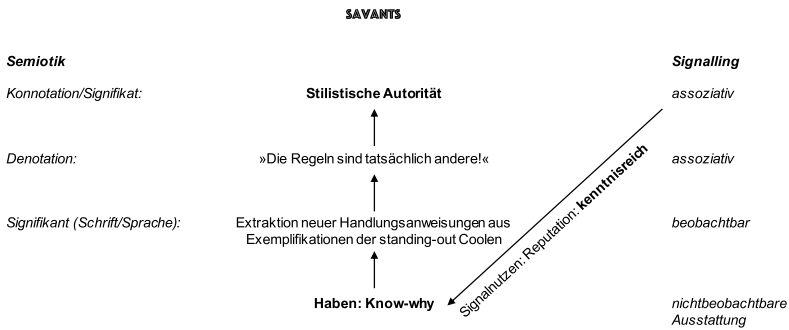 SAVANTS
Semiotik Signalling
Konnotation/Signifikat: Stilistische Autorität assoziativ
Denotation: »Die Regeln sind tatsächlich andere!« assoziativ
Signifikant (Schrift/Sprache): Extraktion neuer Handlungsanweisungen aus beobachtbar
Exemplifikationen der standing-out Coolen
Signalnutzen: Reputation: kenntnisreich
Haben: Know-why nichtbeobachtbare
Ausstattung